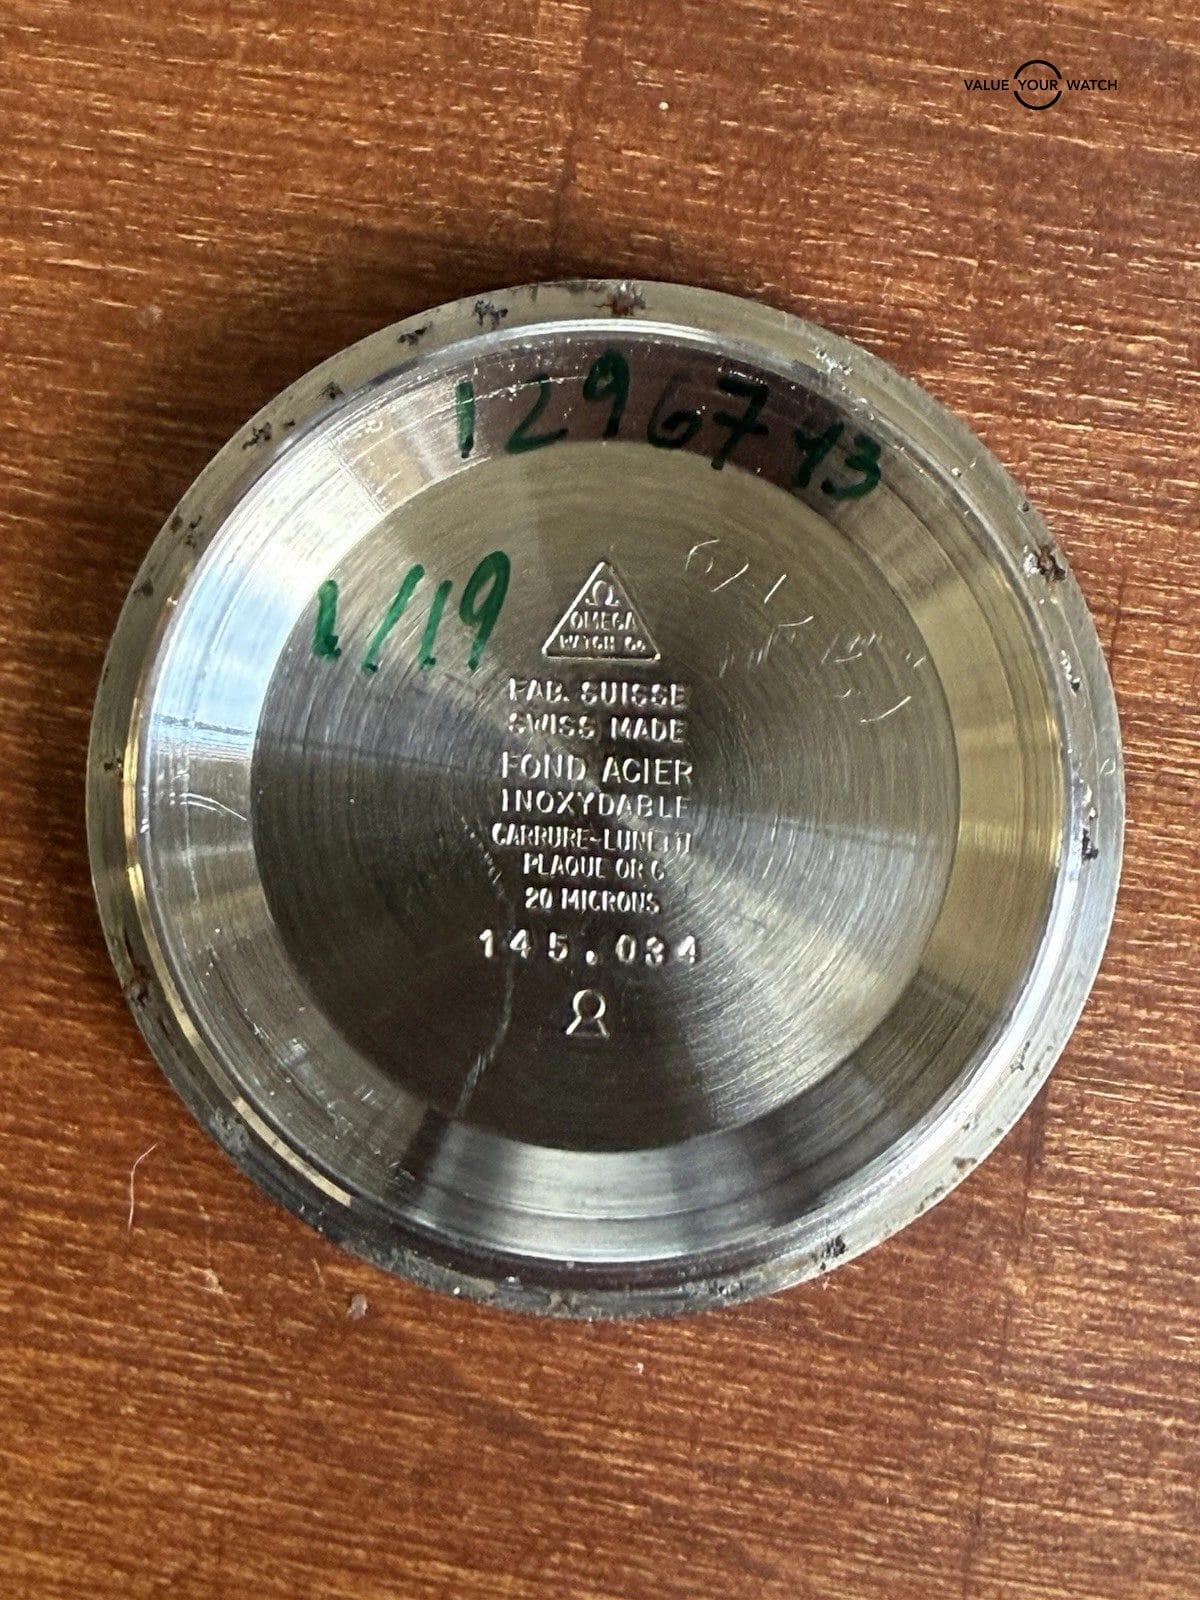 VALUE YOUR WATCH
1296743
1/19
Ω
OMEGA
WATCH Co
FAB. SUISSE
SWISS MADE
FOND ACIER
INOXYDABLE
CARRURE-LUNETTE
PLAQUE OR G
20 MICRONS
145.034